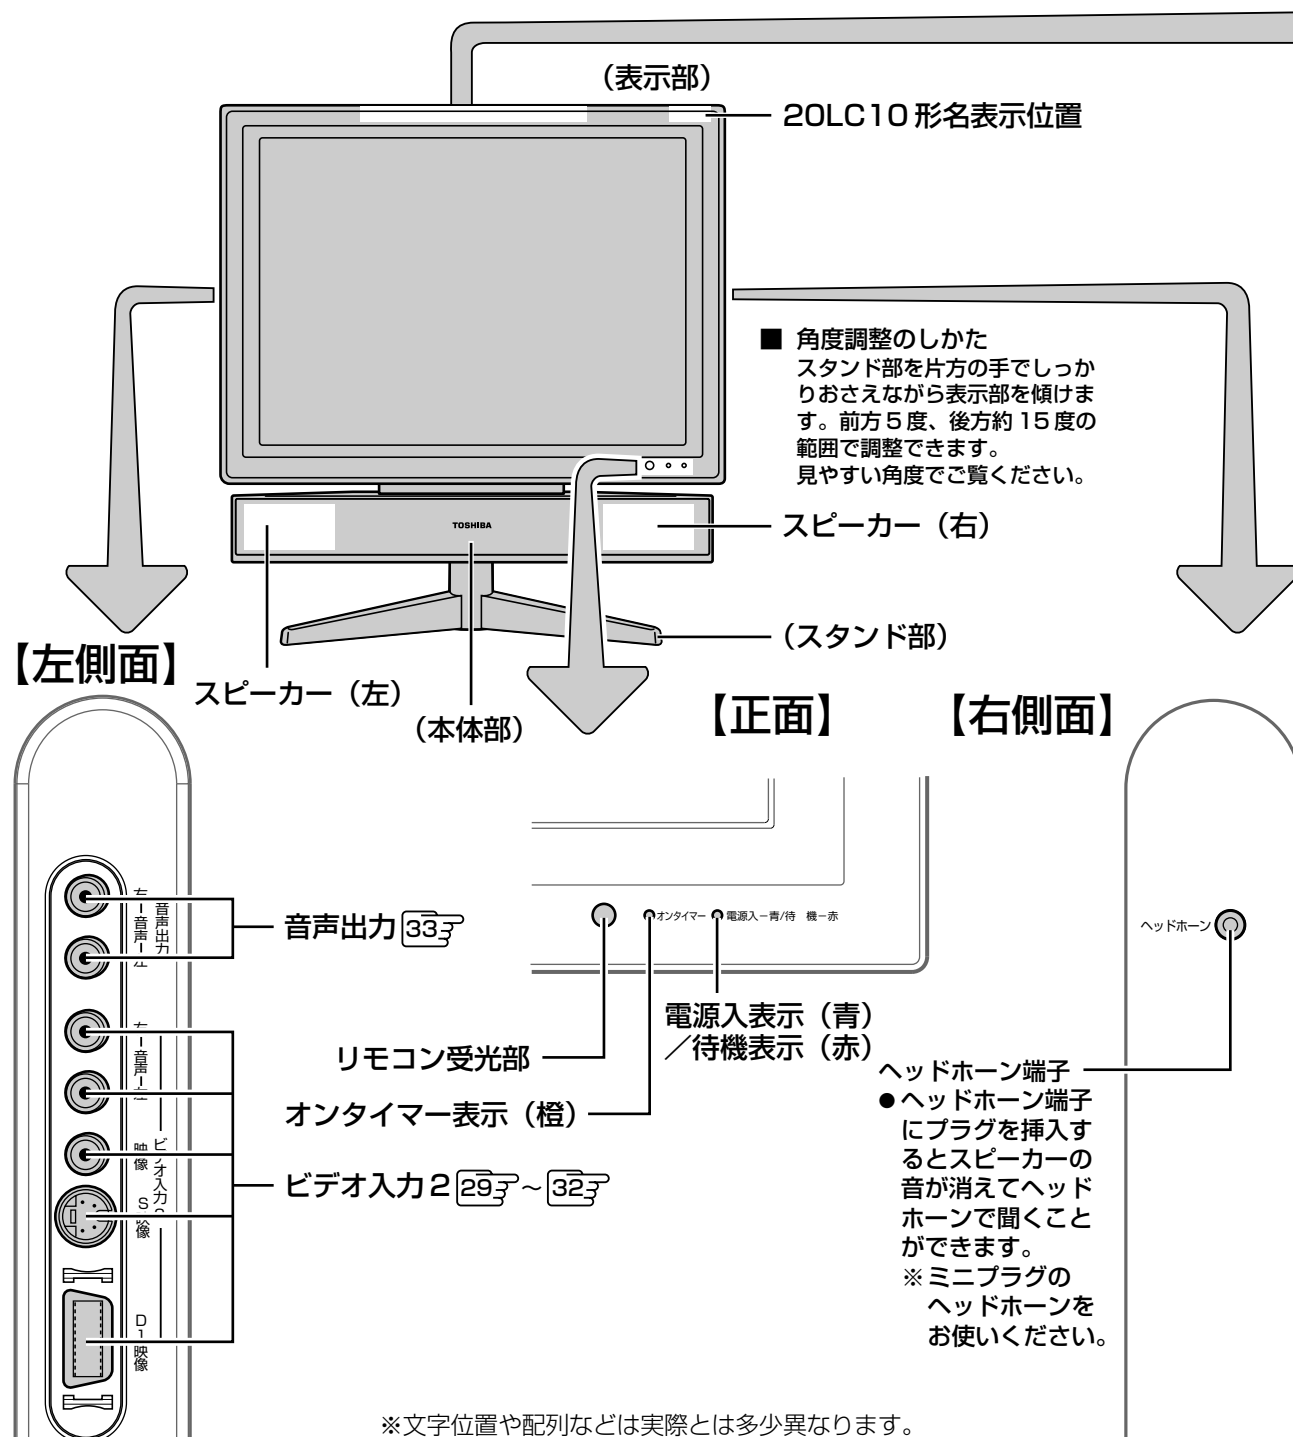 （表示部）
20LC10 形名表示位置
■ 角度調整のしかた
スタンド部を片方の手でしっか
りおさえながら表示部を傾けま
す。前方５度、後方約 15 度の
範囲で調整できます。
見やすい角度でご覧ください。
TOSHIBA
スピーカー（右）
（スタンド部）
【左側面】
スピーカー（左）
（本体部）
【正面】
【右側面】
音声出力
音声出力 33
オンタイマー
電源入－青/待　機－赤
ヘッドホーン
電源入表示（青）
／待機表示（赤）
リモコン受光部
オンタイマー表示（橙）
ビデオ入力２ 29 ～ 32
映像
D1映像
ヘッドホーン端子
●ヘッドホーン端子
にプラグを挿入す
るとスピーカーの
音が消えてヘッド
ホーンで聞くこと
ができます。
※ミニプラグの
ヘッドホーンを
お使いください。
※文字位置や配列などは実際とは多少異なります。